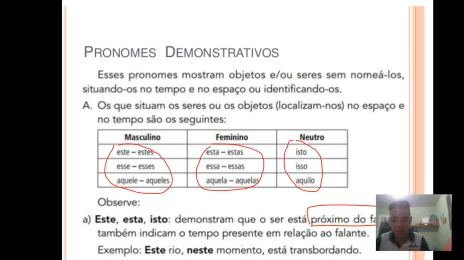 PRONOMES DEMONSTRATIVOS
Esses pronomes mostram objetos e/ou seres sem nomeá-los,
situando-os no tempo e no espaço ou identificando-os.
A. Os que situam os seres ou os objetos (localizam-nos) no espaço e
no tempo são os seguintes:
Masculino Feminino Neutro
este – estes esta – estas isto
esse – esses essa – essas isso
aquele – aqueles aquela – aquelas aquilo
Observe:
a) Este, esta, isto: demonstram que o ser está próximo do
também indicam o tempo presente em relação ao falante.
Exemplo: Este rio, neste momento, está transbordando.